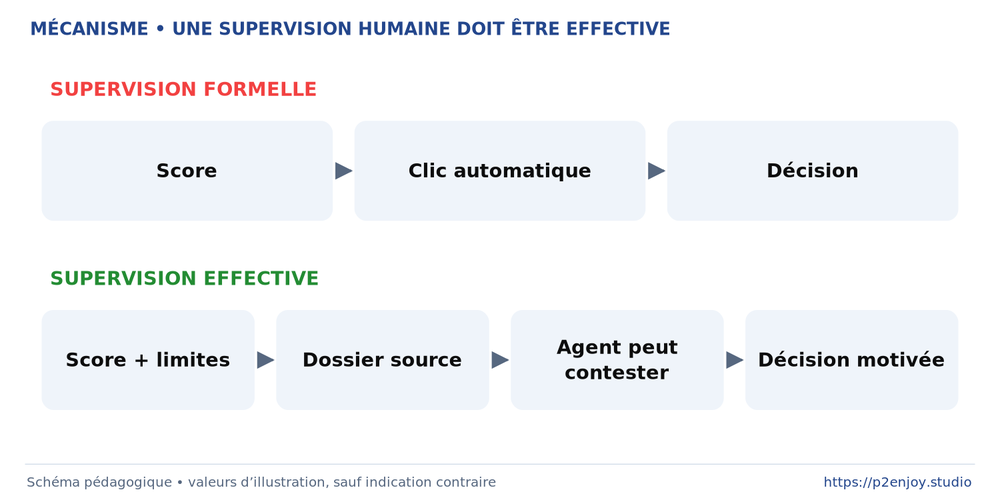 MÉCANISME • UNE SUPERVISION HUMAINE DOIT ÊTRE EFFECTIVE
SUPERVISION FORMELLE
Score
Clic automatique
Décision
SUPERVISION EFFECTIVE
Score + limites
Dossier source
Agent peut
contester
Décision motivée
Schéma pédagogique • valeurs d’illustration, sauf indication contraire
https://p2enjoy.studio